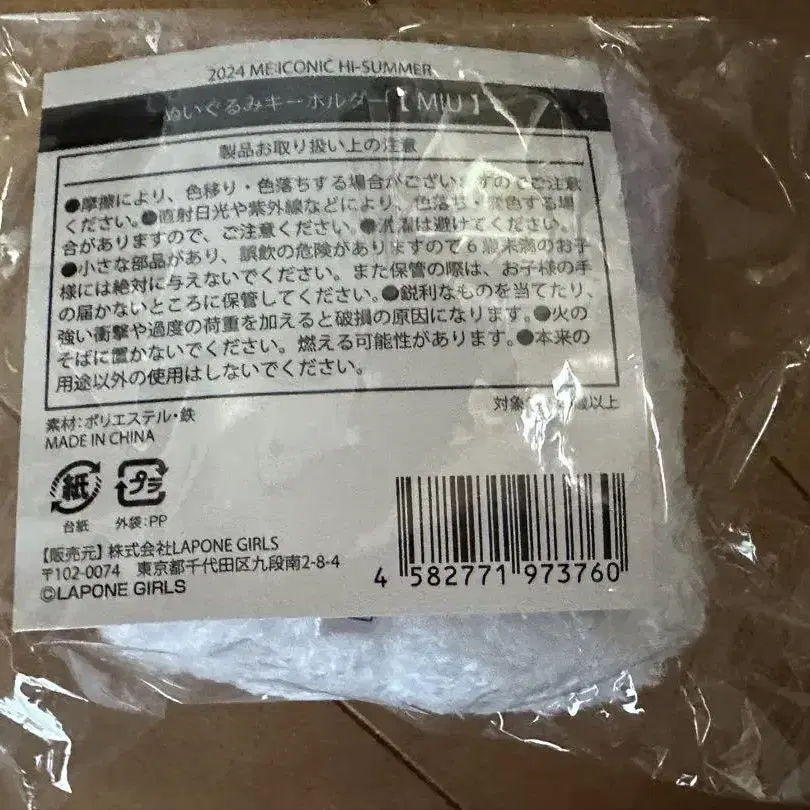 2024 ME:ICONIC HI-SUMMER
ぬいぐるみキーホルダー【 MIU 】
製品お取り扱い上の注意
●摩擦により、色移り・色落ちする場合がございますのでご注意
ください。●直射日光や紫外線などにより、色落ち・変色する場
合がありますので、ご注意ください。●洗濯は避けてください。
●小さな部品があり、誤飲の危険がありますので6歳未満のお子
様には絶対に与えないでください。また保管の際は、お子様の手
の届かないところに保管してください。●鋭利なものを当てたり、
強い衝撃や過度の荷重を加えると破損の原因になります。●火の
そばに置かないでください。燃える可能性があります。●本来の
用途以外の使用はしないでください。
対象 歳以上
素材：ポリエステル・鉄
MADE IN CHINA
紙 プラ
台紙 外袋：PP
【販売元】株式会社LAPONE GIRLS
〒102-0074 東京都千代田区九段南2-8-4
©LAPONE GIRLS
4 582771 973760